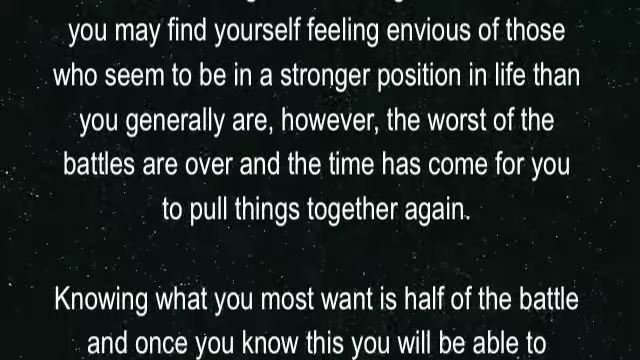 you may find yourself feeling envious of those
who seem to be in a stronger position in life than
you generally are, however, the worst of the
battles are over and the time has come for you
to pull things together again.
Knowing what you most want is half of the battle
and once you know this you will be able to